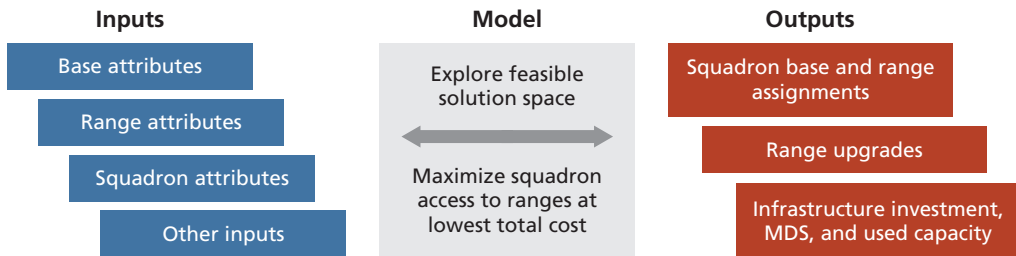 Inputs
Base attributes
Range attributes
Squadron attributes
Other inputs
Model
Explore feasible
solution space
Maximize squadron
access to ranges at
lowest total cost
Outputs
Squadron base and range
assignments
Range upgrades
Infrastructure investment,
MDS, and used capacity